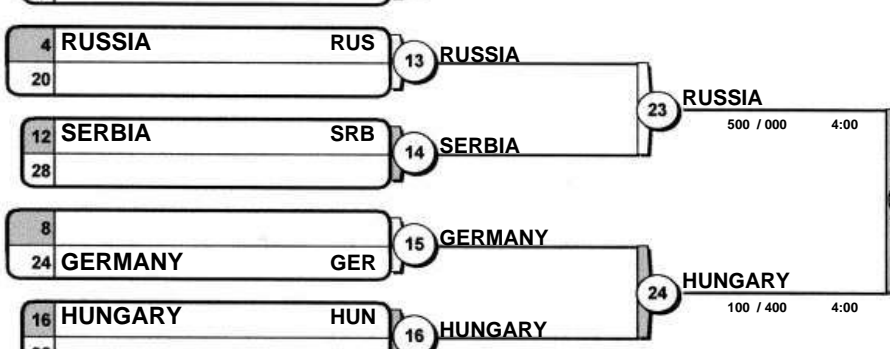 4 RUSSIA RUS
20
13 RUSSIA
12 SERBIA SRB
28
14 SERBIA
23 RUSSIA
500 / 000 4:00
8
24 GERMANY GER
15 GERMANY
16 HUNGARY HUN
16 HUNGARY
24 HUNGARY
100 / 400 4:00